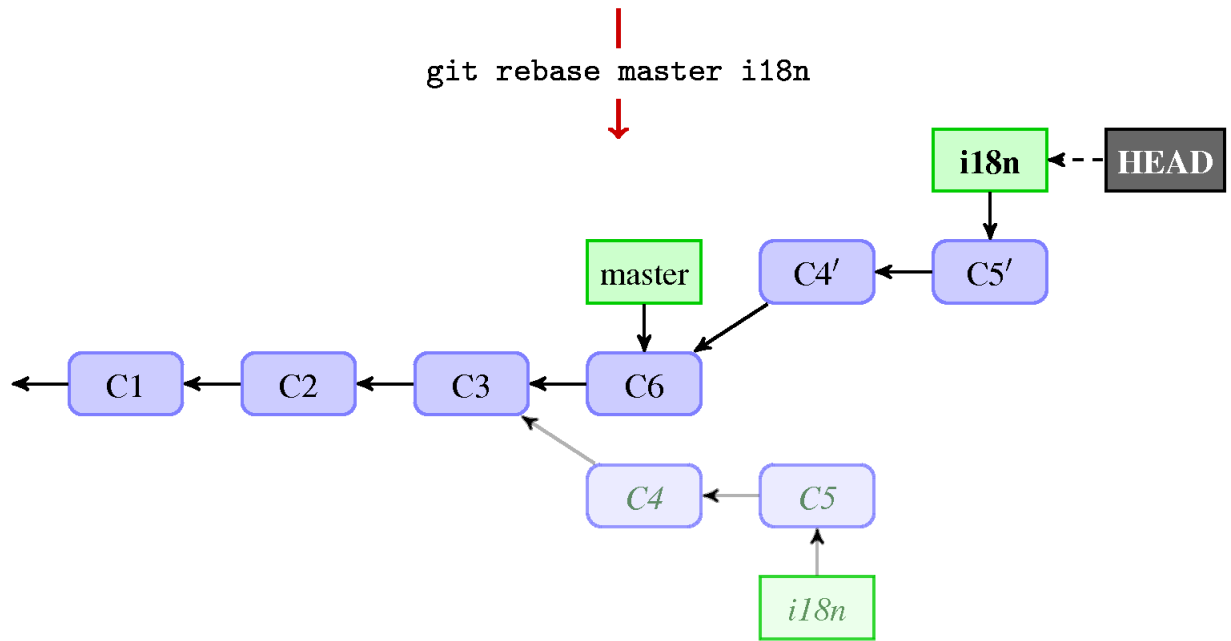 git rebase master i18n
i18n HEAD
master C4′ C5′
C1 C2 C3 C6
C4 C5
i18n